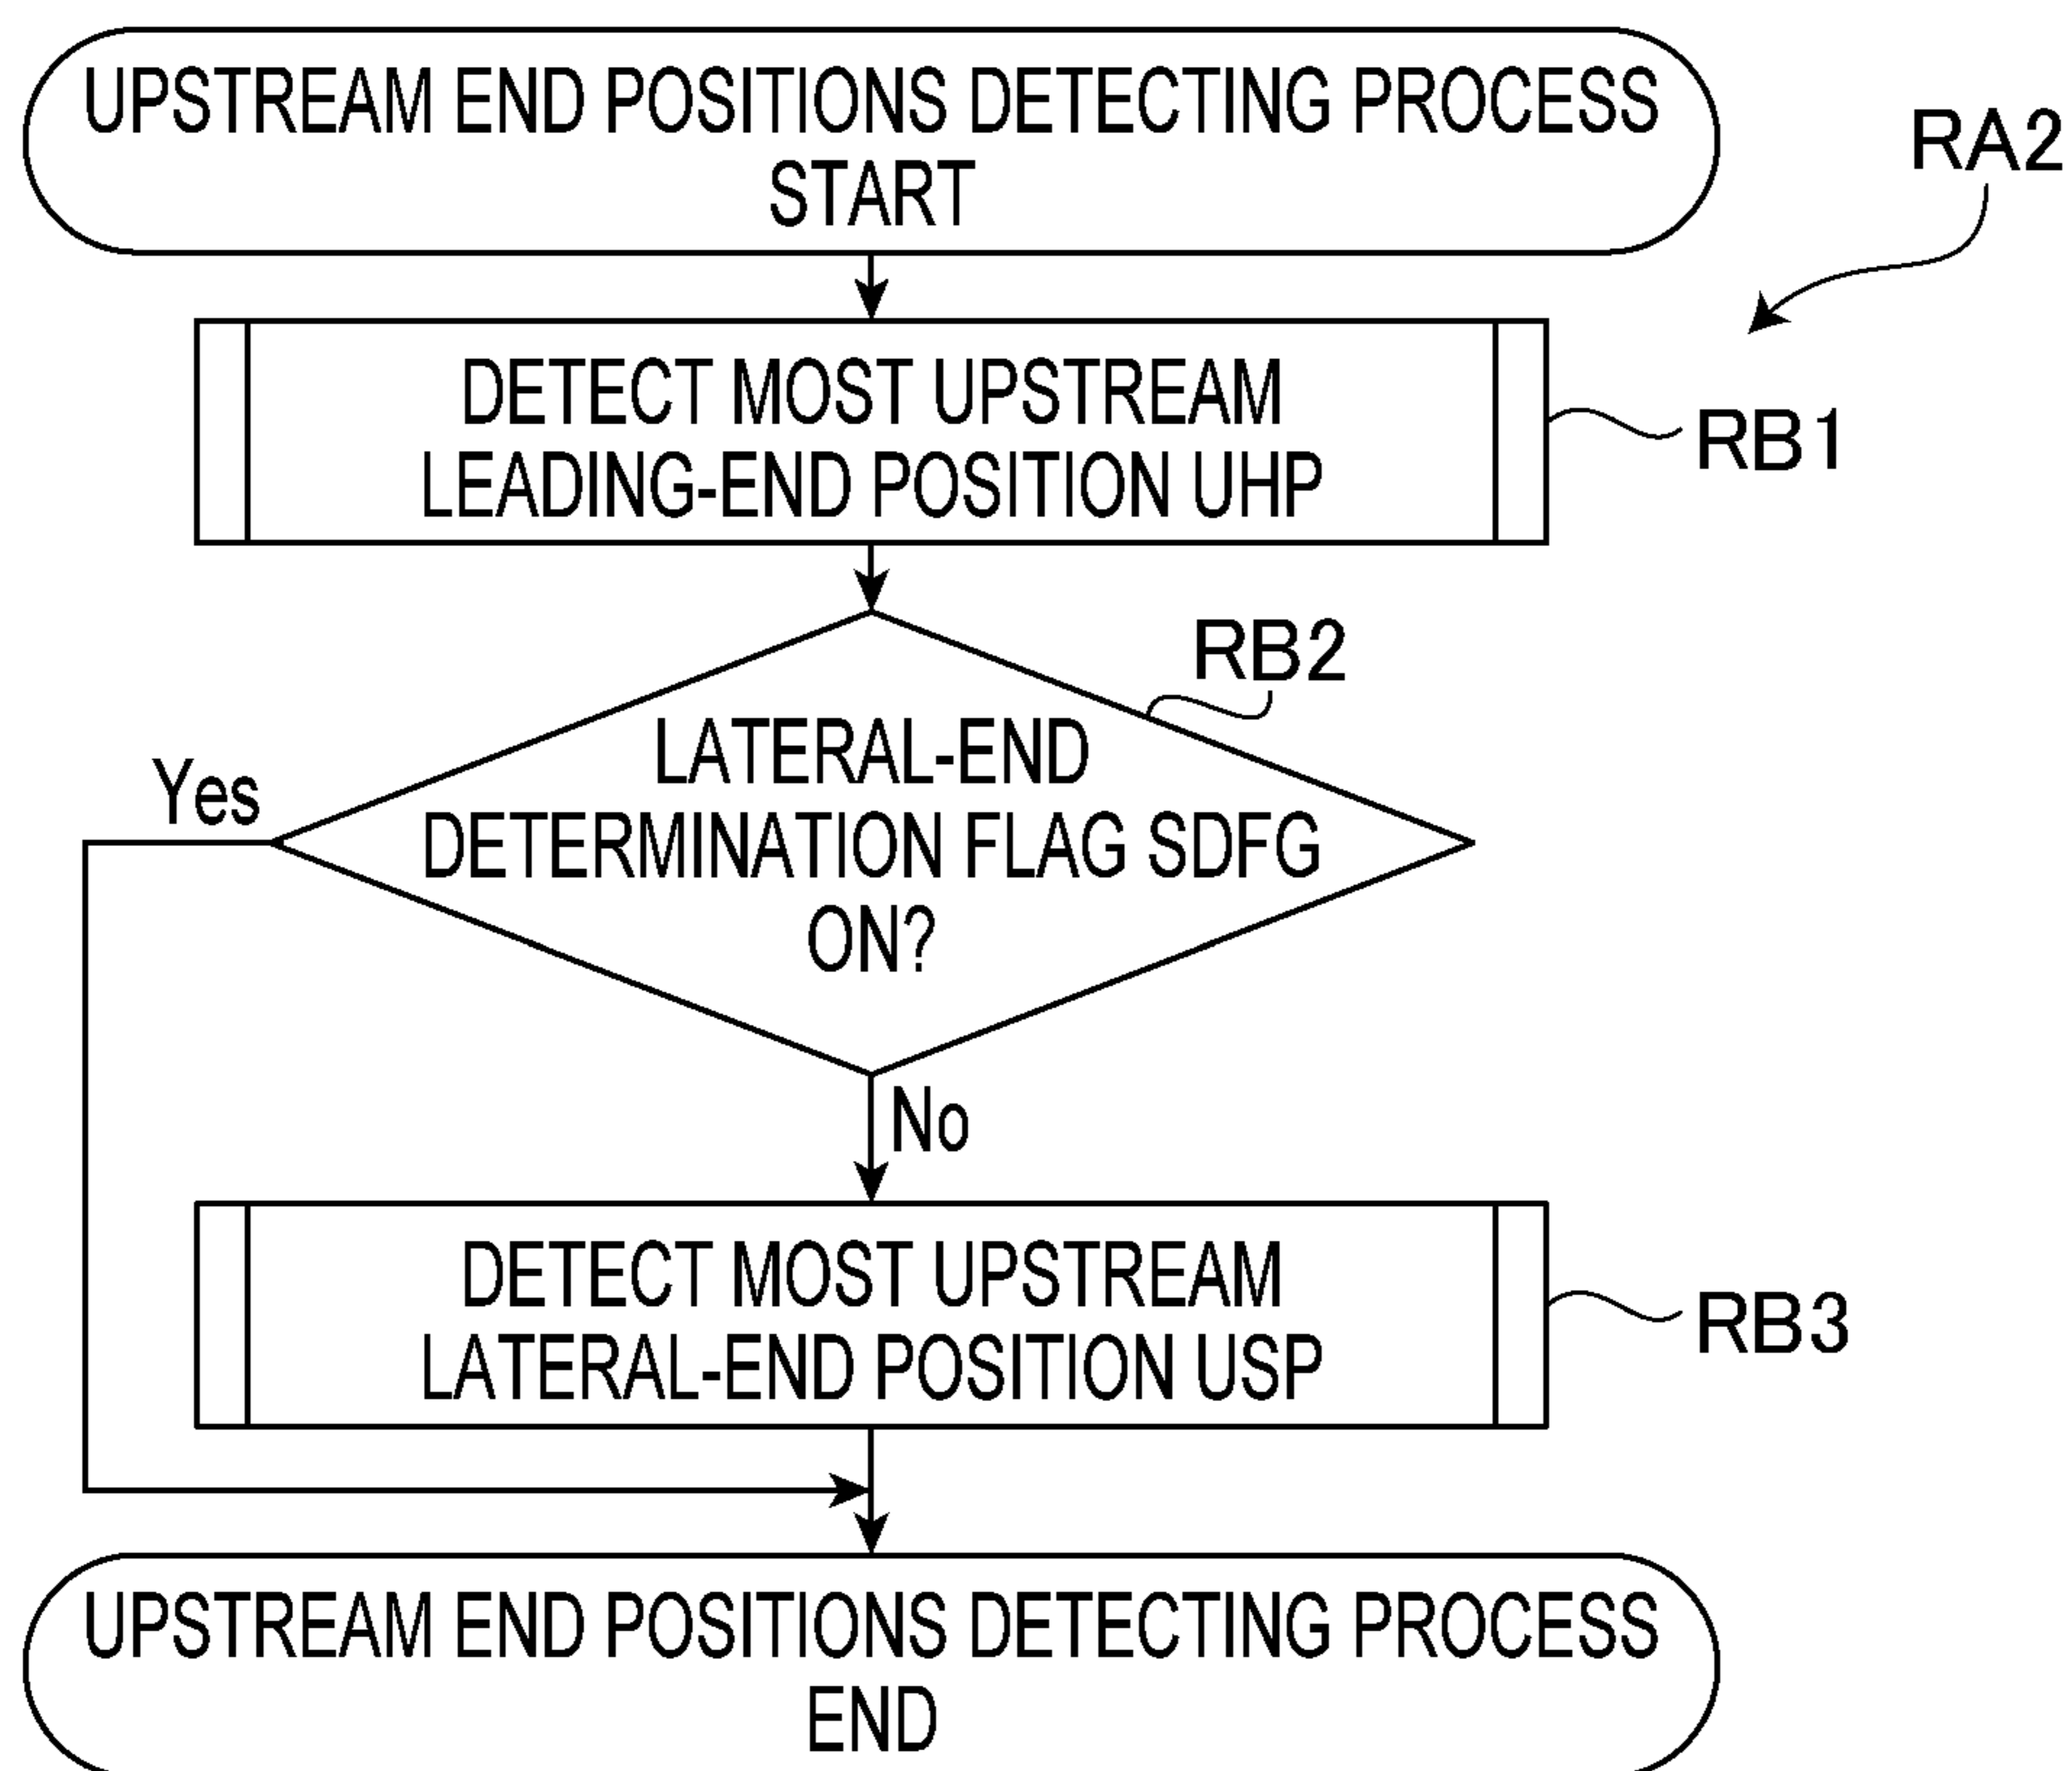 UPSTREAM END POSITIONS DETECTING PROCESS
START
RA2
DETECT MOST UPSTREAM
LEADING-END POSITION UHP
RB1
RB2
LATERAL-END
DETERMINATION FLAG SDFG
ON?
Yes
No
DETECT MOST UPSTREAM
LATERAL-END POSITION USP
RB3
UPSTREAM END POSITIONS DETECTING PROCESS
END